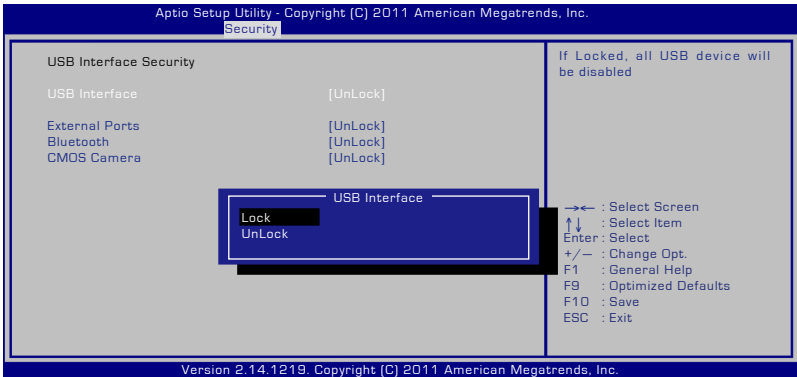 Aptio Setup Utility - Copyright (C) 2011 American Megatrends, Inc.
Security
USB Interface Security
USB Interface [UnLock]
External Ports [UnLock]
Bluetooth [UnLock]
CMOS Camera [UnLock]
USB Interface
Lock
UnLock
If Locked, all USB device will
be disabled
→← : Select Screen
↑↓ : Select Item
Enter : Select
+/— : Change Opt.
F1 : General Help
F9 : Optimized Defaults
F10 : Save
ESC : Exit
Version 2.14.1219. Copyright (C) 2011 American Megatrends, Inc.